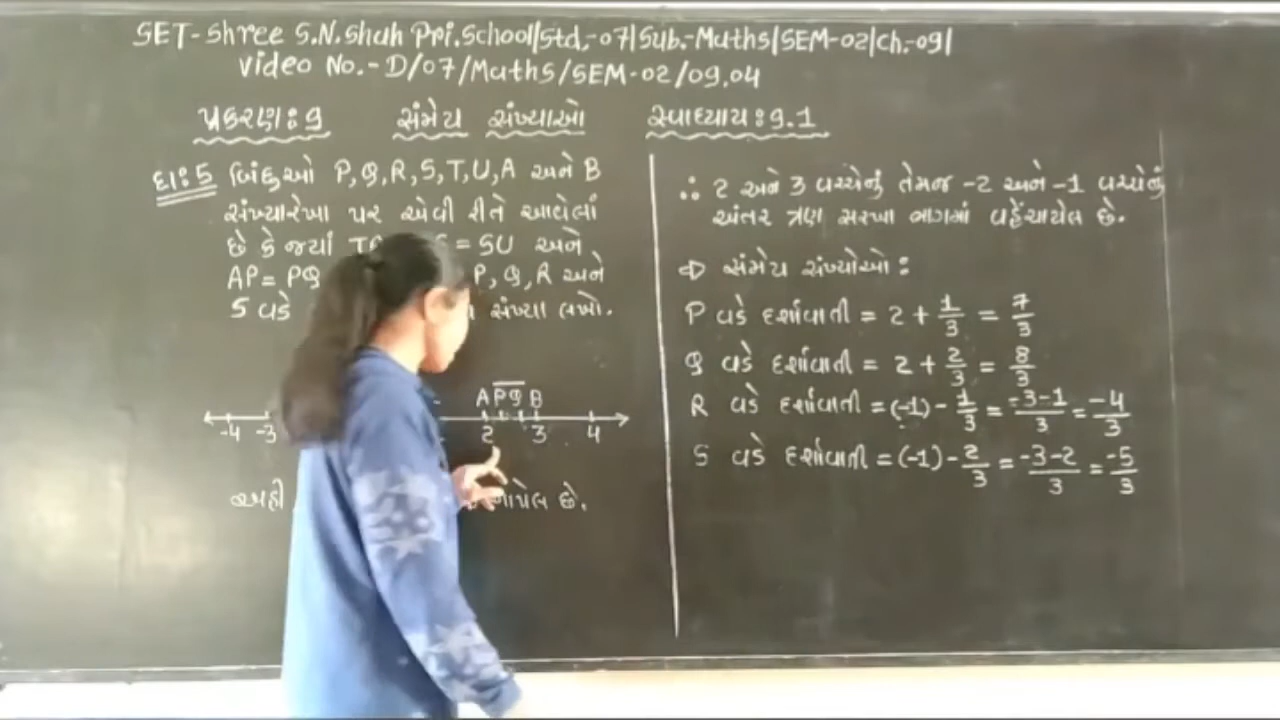 SET-Shree S.N.Shah Pri.School/Std.-07/Sub.-Maths/SEM-02/ch.-09/
Video No.-D/07/Maths/SEM-02/09.04
પ્રકરણ:9 સંમેય સંખ્યાઓ સ્વાધ્યાય:9.1
દા:5 બિંદુઓ P,Q,R,S,T,U,A અને B
સંખ્યારેખા પર એવી રીતે આવેલાં
છે કે જ્યાં = SU અને
AP= PQ P, Q, R અને
S વડે સંખ્યા લખો.
A P Q B
-4 -3 2 3 4
અહી આપેલ છે.
∴ 2 અને 3 વચ્ચેનું તેમજ -2 અને -1 વચ્ચેનું
અંતર ત્રણ સરખા ભાગમાં વહેંચાયેલ છે.
⇨ સંમેય સંખ્યોઓ:
P વડે દર્શાવાતી = 2 + 1/3 = 7/3
Q વડે દર્શાવાતી = 2 + 2/3 = 8/3
R વડે દર્શાવાતી = (-1) - 1/3 = -3-1/3 = -4/3
S વડે દર્શાવાતી = (-1) - 2/3 = -3-2/3 = -5/3